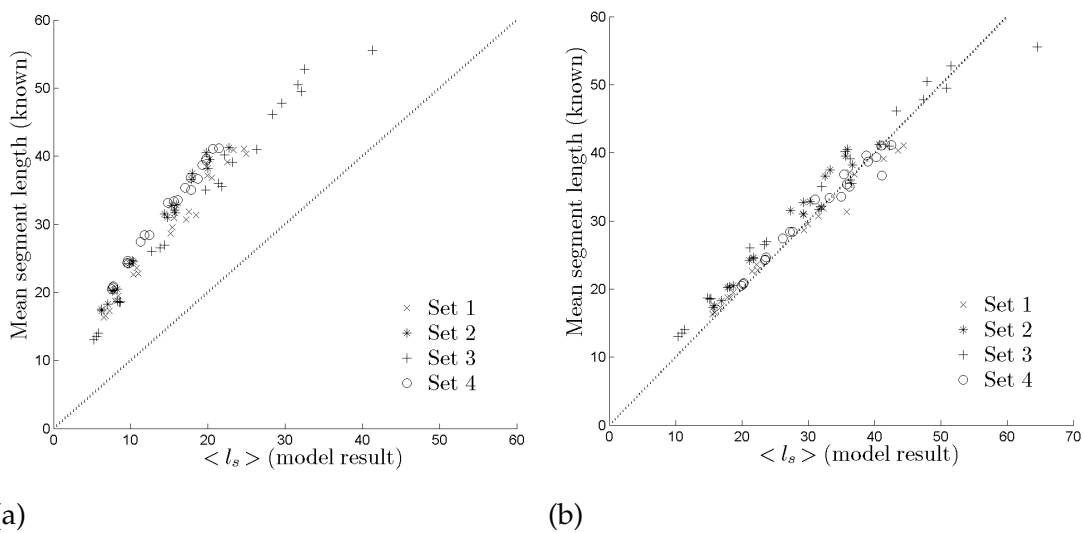 60
50
40
30
20
10
0
Mean segment length (known)
0 10 20 30 40 50 60
< l_s > (model result)
Set 1
Set 2
Set 3
Set 4
(a)
60
50
40
30
20
10
0
Mean segment length (known)
0 10 20 30 40 50 60 70
< l_s > (model result)
Set 1
Set 2
Set 3
Set 4
(b)